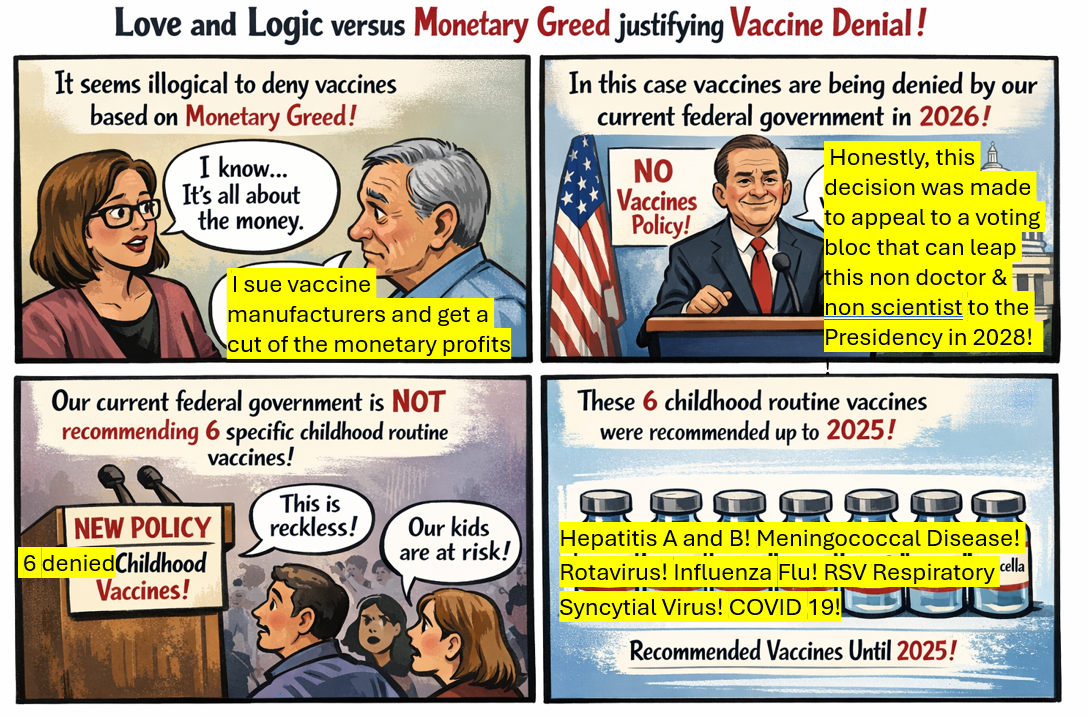 Love and Logic versus Monetary Greed justifying Vaccine Denial!
It seems illogical to deny vaccines
based on Monetary Greed!
I know...
It's all about
the money.
I sue vaccine
manufacturers and get a
cut of the monetary profits
In this case vaccines are being denied by our
current federal government in 2026!
NO
Vaccines
Policy!
Honestly, this
decision was made
to appeal to a voting
bloc that can leap
this non doctor &
non scientist to the
Presidency in 2028!
Our current federal government is NOT
recommending 6 specific childhood routine
vaccines!
NEW POLICY
6 denied Childhood
Vaccines!
This is
reckless!
Our kids
are at risk!
These 6 childhood routine vaccines
were recommended up to 2025!
Hepatitis A and B! Meningococcal Disease!
Rotavirus! Influenza Flu! RSV Respiratory
Syncytial Virus! COVID 19!
Recommended Vaccines Until 2025!